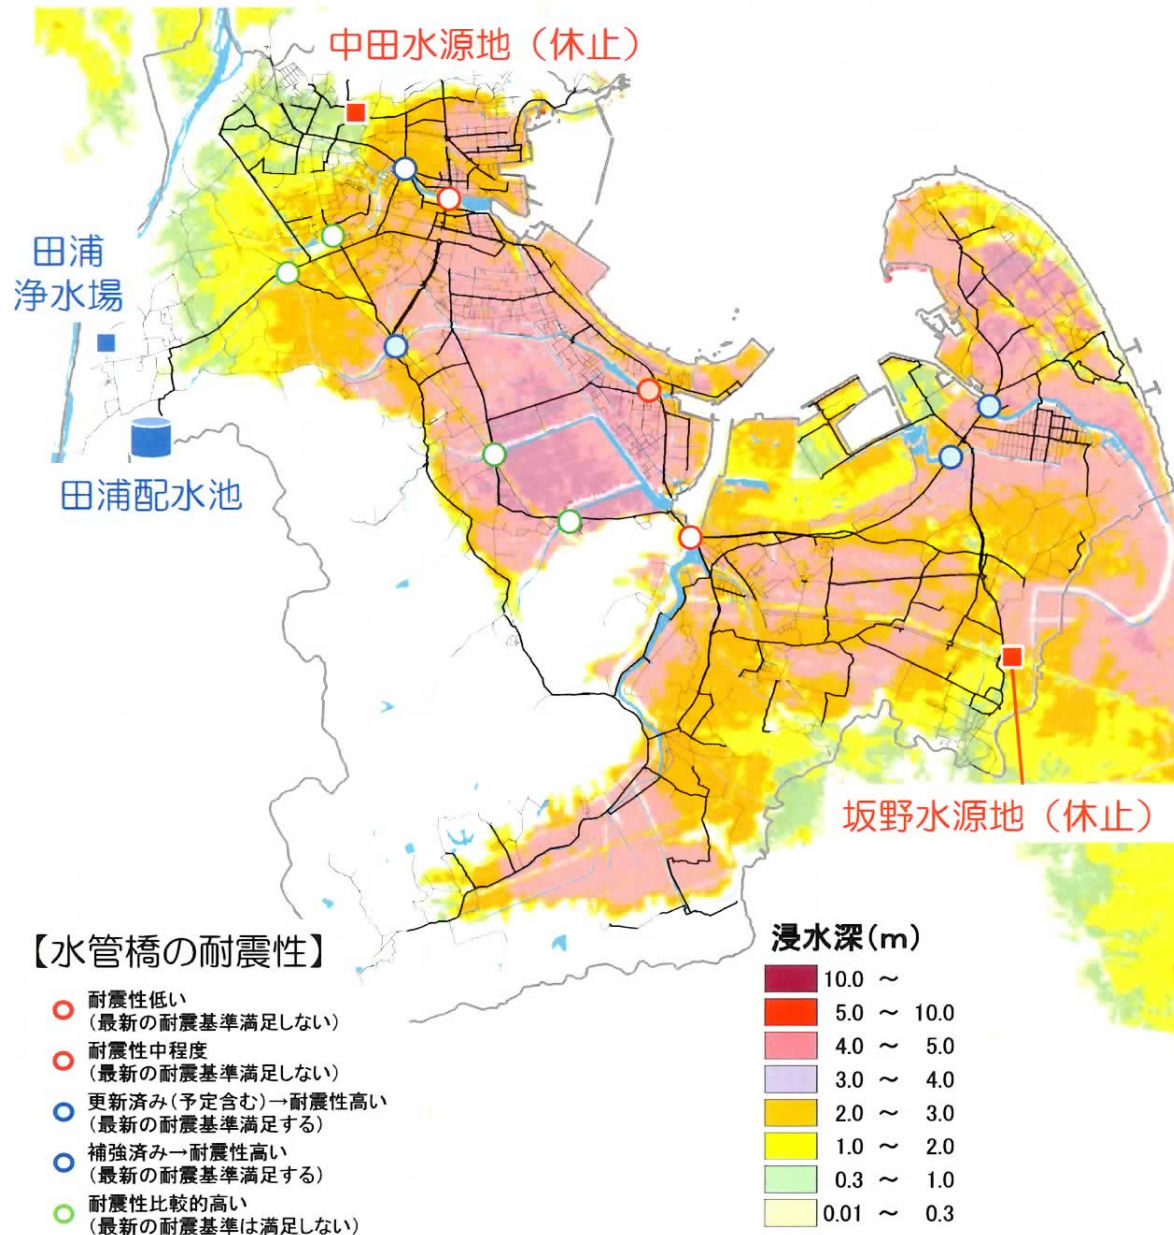 中田水源地（休止）
田浦
浄水場
田浦配水池
坂野水源地（休止）
【水管橋の耐震性】
耐震性低い
（最新の耐震基準満足しない）
耐震性中程度
（最新の耐震基準満足しない）
更新済み（予定含む）→耐震性高い
（最新の耐震基準満足する）
補強済み→耐震性高い
（最新の耐震基準満足する）
耐震性比較的高い
（最新の耐震基準は満足しない）
浸水深（m）
10.0 ～
5.0 ～ 10.0
4.0 ～ 5.0
3.0 ～ 4.0
2.0 ～ 3.0
1.0 ～ 2.0
0.3 ～ 1.0
0.01 ～ 0.3